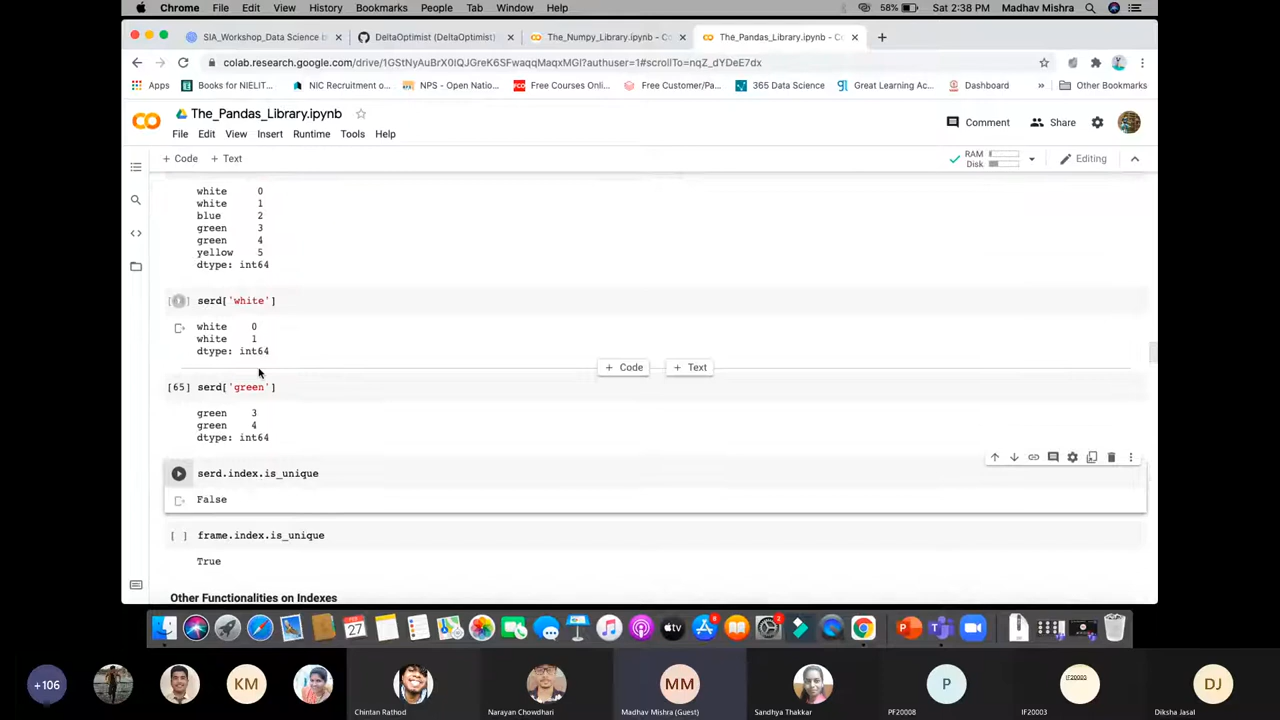 Chrome File Edit View History Bookmarks People Tab Window Help 58% Sat 2:38 PM Madhav Mishra
SIA_Workshop_Data Science b DeltaOptimist (DeltaOptimist) The_Numpy_Library.ipynb - Co The_Pandas_Library.ipynb - Co
colab.research.google.com/drive/1GStNyAuBrX0IQJGreK6SFwaqqMaqxMGl?authuser=1#scrollTo=nqZ_dYDeE7dx
Apps Books for NIELIT... NIC Recruitment o... NPS - Open Natio... Free Courses Onli... Free Customer/Pa... 365 Data Science Great Learning Ac... Dashboard Other Bookmarks
The_Pandas_Library.ipynb
Comment Share
File Edit View Insert Runtime Tools Help
+ Code + Text RAM Disk Editing
white 0
white 1
blue 2
green 3
green 4
yellow 5
dtype: int64
serd['white']
white 0
white 1
dtype: int64
+ Code + Text
[65] serd['green']
green 3
green 4
dtype: int64
serd.index.is_unique
False
[ ] frame.index.is_unique
True
Other Functionalities on Indexes
+106 KM MM P DJ
Chintan Rathod Narayan Chowdhari Madhav Mishra (Guest) Sandhya Thakkar PF20008 IF20003 Diksha Jasal